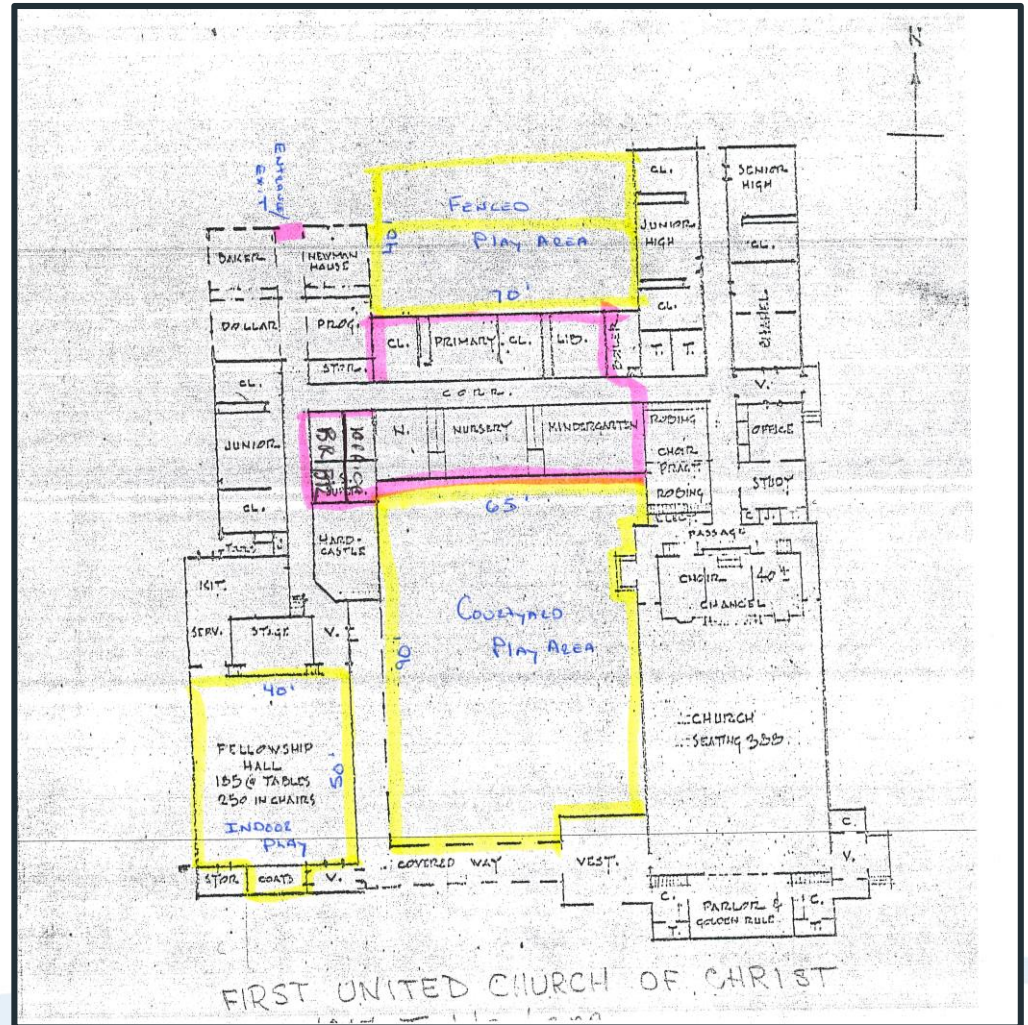 N
ENTRANCE/
EXIT
FENCED
PLAY AREA
40'
70'
CL.
JUNIOR
HIGH
CL.
SENIOR
HIGH
CL.
CHAPEL
BAKER
NEWMAN
HOUSE
DOLLAR
PROG.
STOR.
CL.
PRIMARY
CL.
LIB.
BOILER
T.
T.
CORR.
V.
CL.
JUNIOR
CL.
OFFICE
BR
T.
NURSERY
KINDERGARTEN
ROBING
CHOIR
PRACT.
ROBING
ELEC.
OFFICE
STUDY
C.
J.
T.
PASSAGE
HARD-
CASTLE
65'
90'
COURTYARD
PLAY AREA
CHOIR
40±
CHANCEL
KIT.
SERV.
STAGE
V.
40'
50'
FELLOWSHIP
HALL
185 @ TABLES
250 IN CHAIRS
INDOOR
PLAY
CHURCH
SEATING 388
STOR
COATS
V.
COVERED WAY
VEST.
C.
V.
C.
T.
PARLOR &
GOLDEN RULE
C.
T.
FIRST UNITED CHURCH OF CHRIST